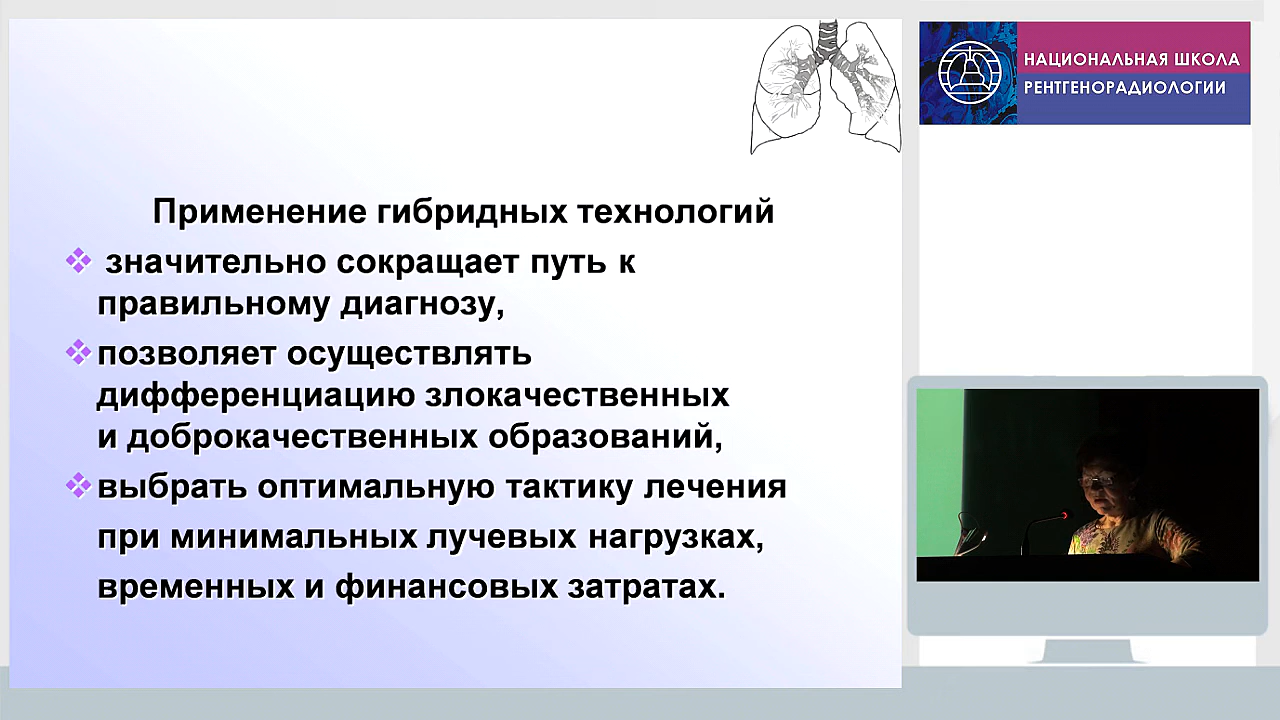 Применение гибридных технологий
значительно сокращает путь к
правильному диагнозу,
позволяет осуществлять
дифференциацию злокачественных
и доброкачественных образований,
выбрать оптимальную тактику лечения
при минимальных лучевых нагрузках,
временных и финансовых затратах.
НАЦИОНАЛЬНАЯ ШКОЛА
РЕНТГЕНОРАДИОЛОГИИ